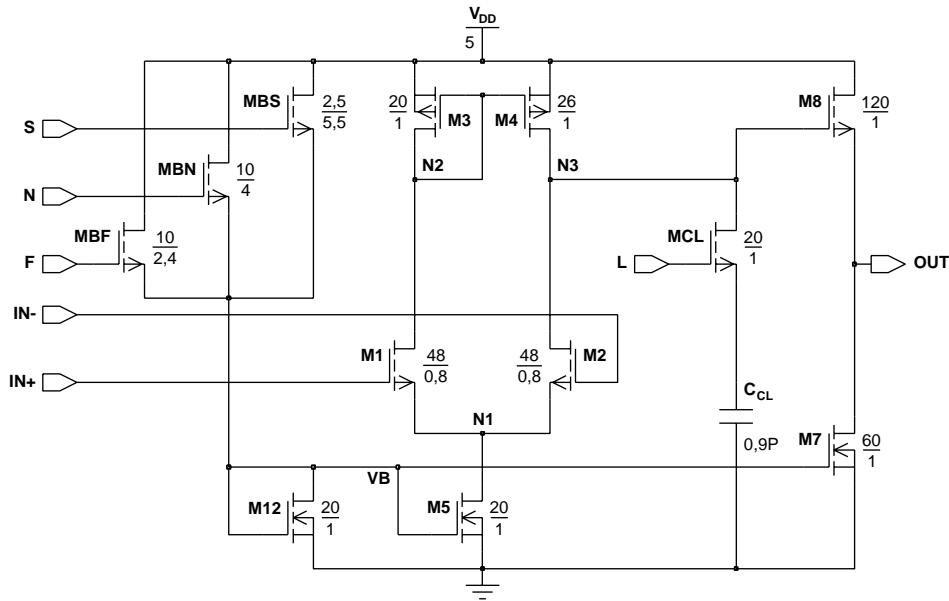 VDD
5
MBS
2,5
5,5
20
1
M3
M4
26
1
M8
120
1
S
MBN
10
4
N2
N3
N
MBF
10
2,4
MCL
20
1
F
L
OUT
IN-
M1
48
0,8
48
0,8
M2
IN+
CCL
N1
0,9P
M7
60
1
VB
M12
20
1
M5
20
1